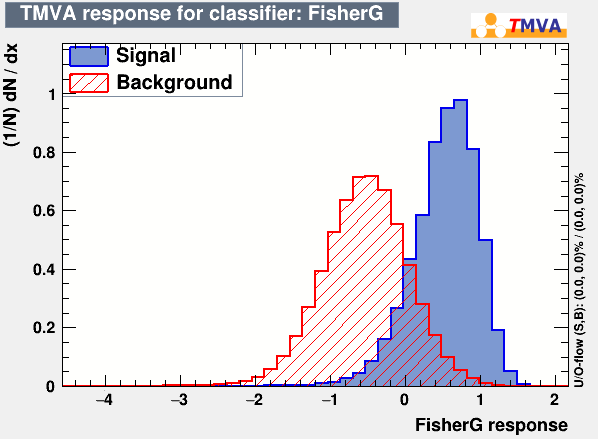 TMVA response for classifier: FisherG
TMVA
Signal
Background
(1/N) dN / dx
1
0.8
0.6
0.4
0.2
0
−4 −3 −2 −1 0 1 2
FisherG response
U/O-flow (S,B): (0.0, 0.0)% / (0.0, 0.0)%